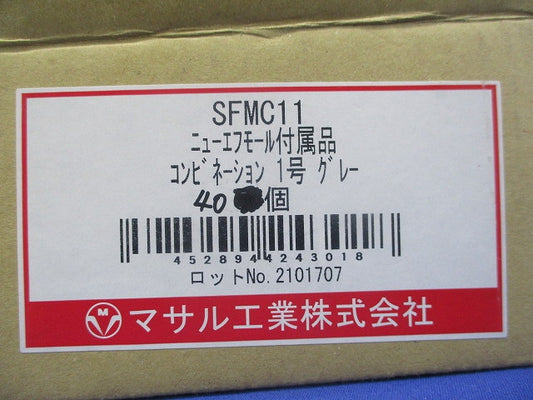 SFMC11
ニューエフモール付属品
コンビネーション 1号 グレー
40 個
4528944243018
ロットNo.2101707
M マサル工業株式会社